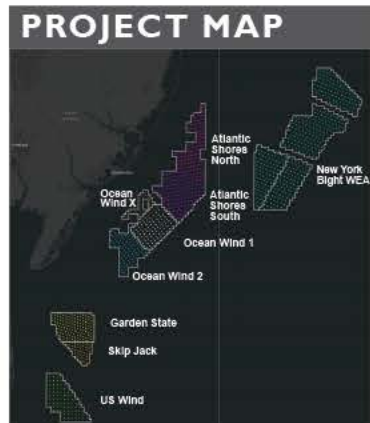 PROJECT MAP
Atlantic
Shores
North
New York
Bight WEA
Ocean
Wind X
Atlantic
Shores
South
Ocean Wind 1
Ocean Wind 2
Garden State
Skip Jack
US Wind